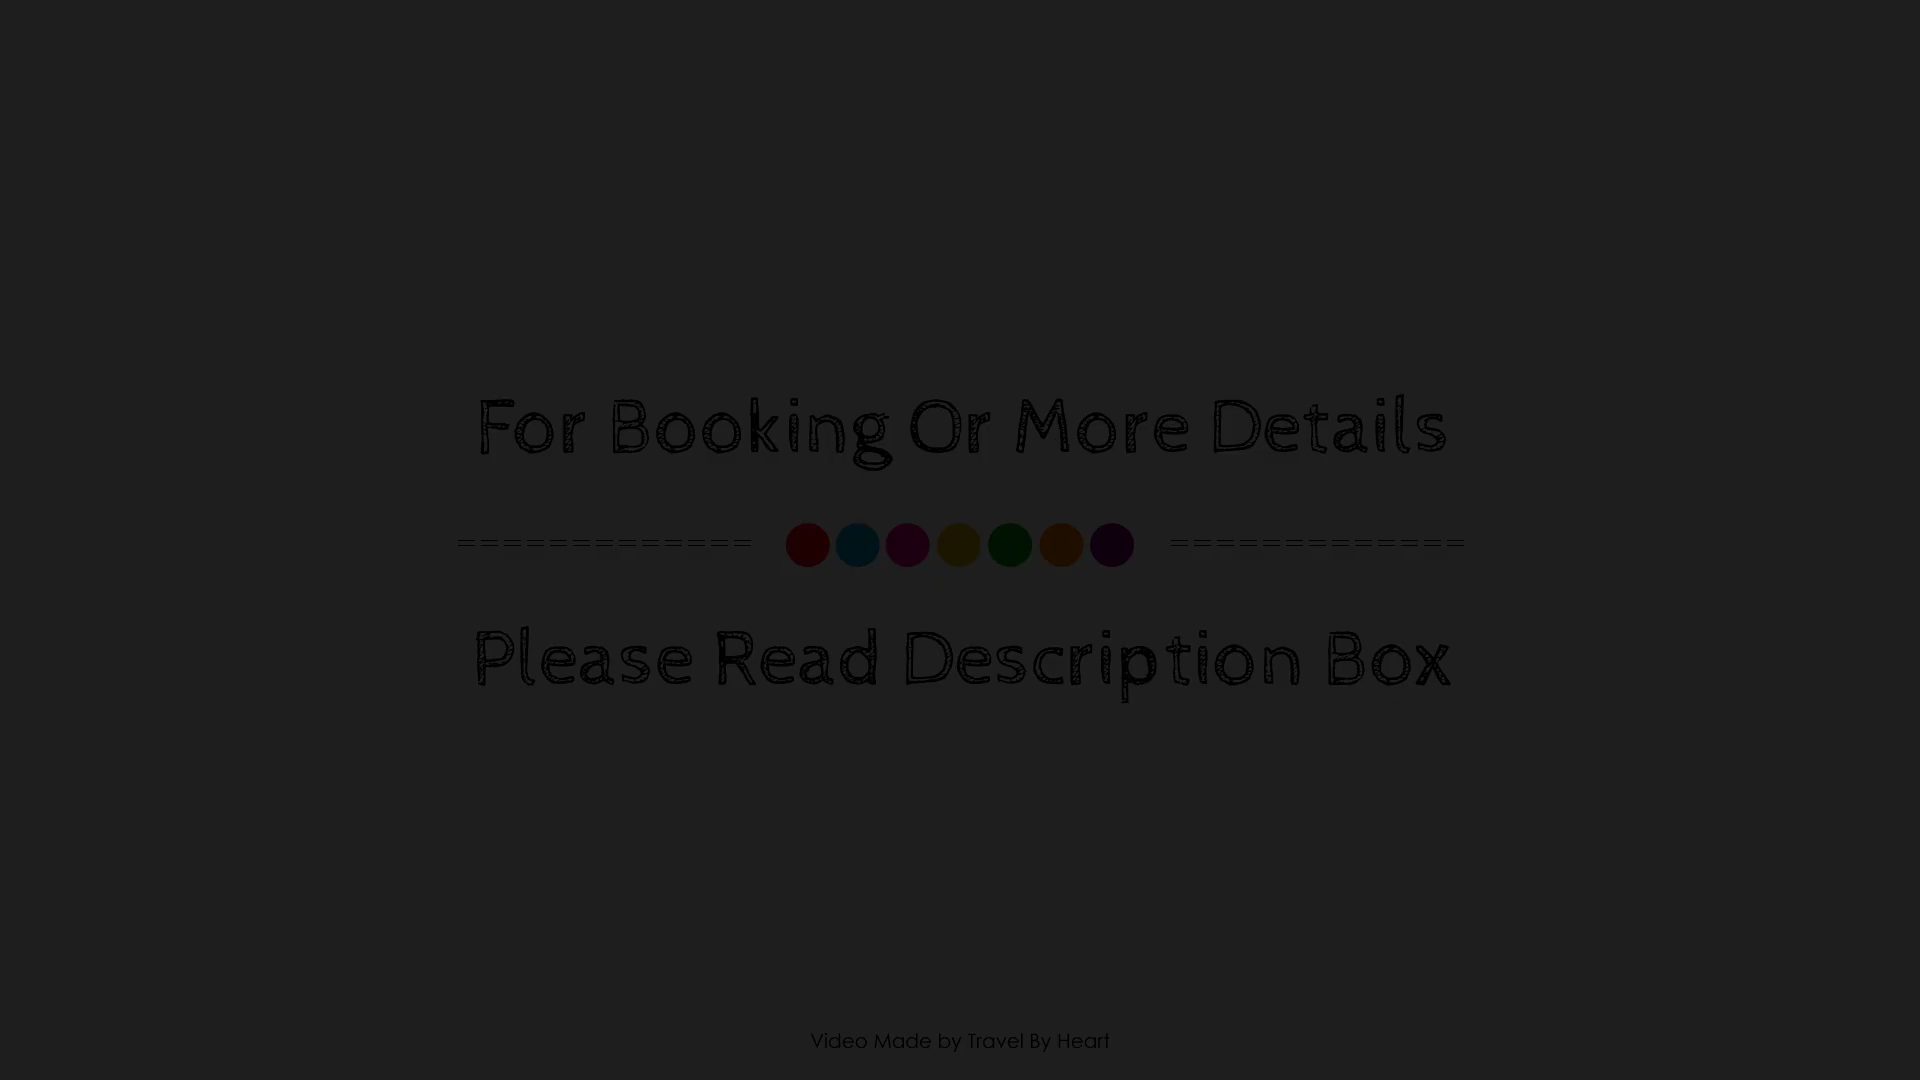 For Booking Or More Details
============= =============
Please Read Description Box
Video Made by Travel By Heart